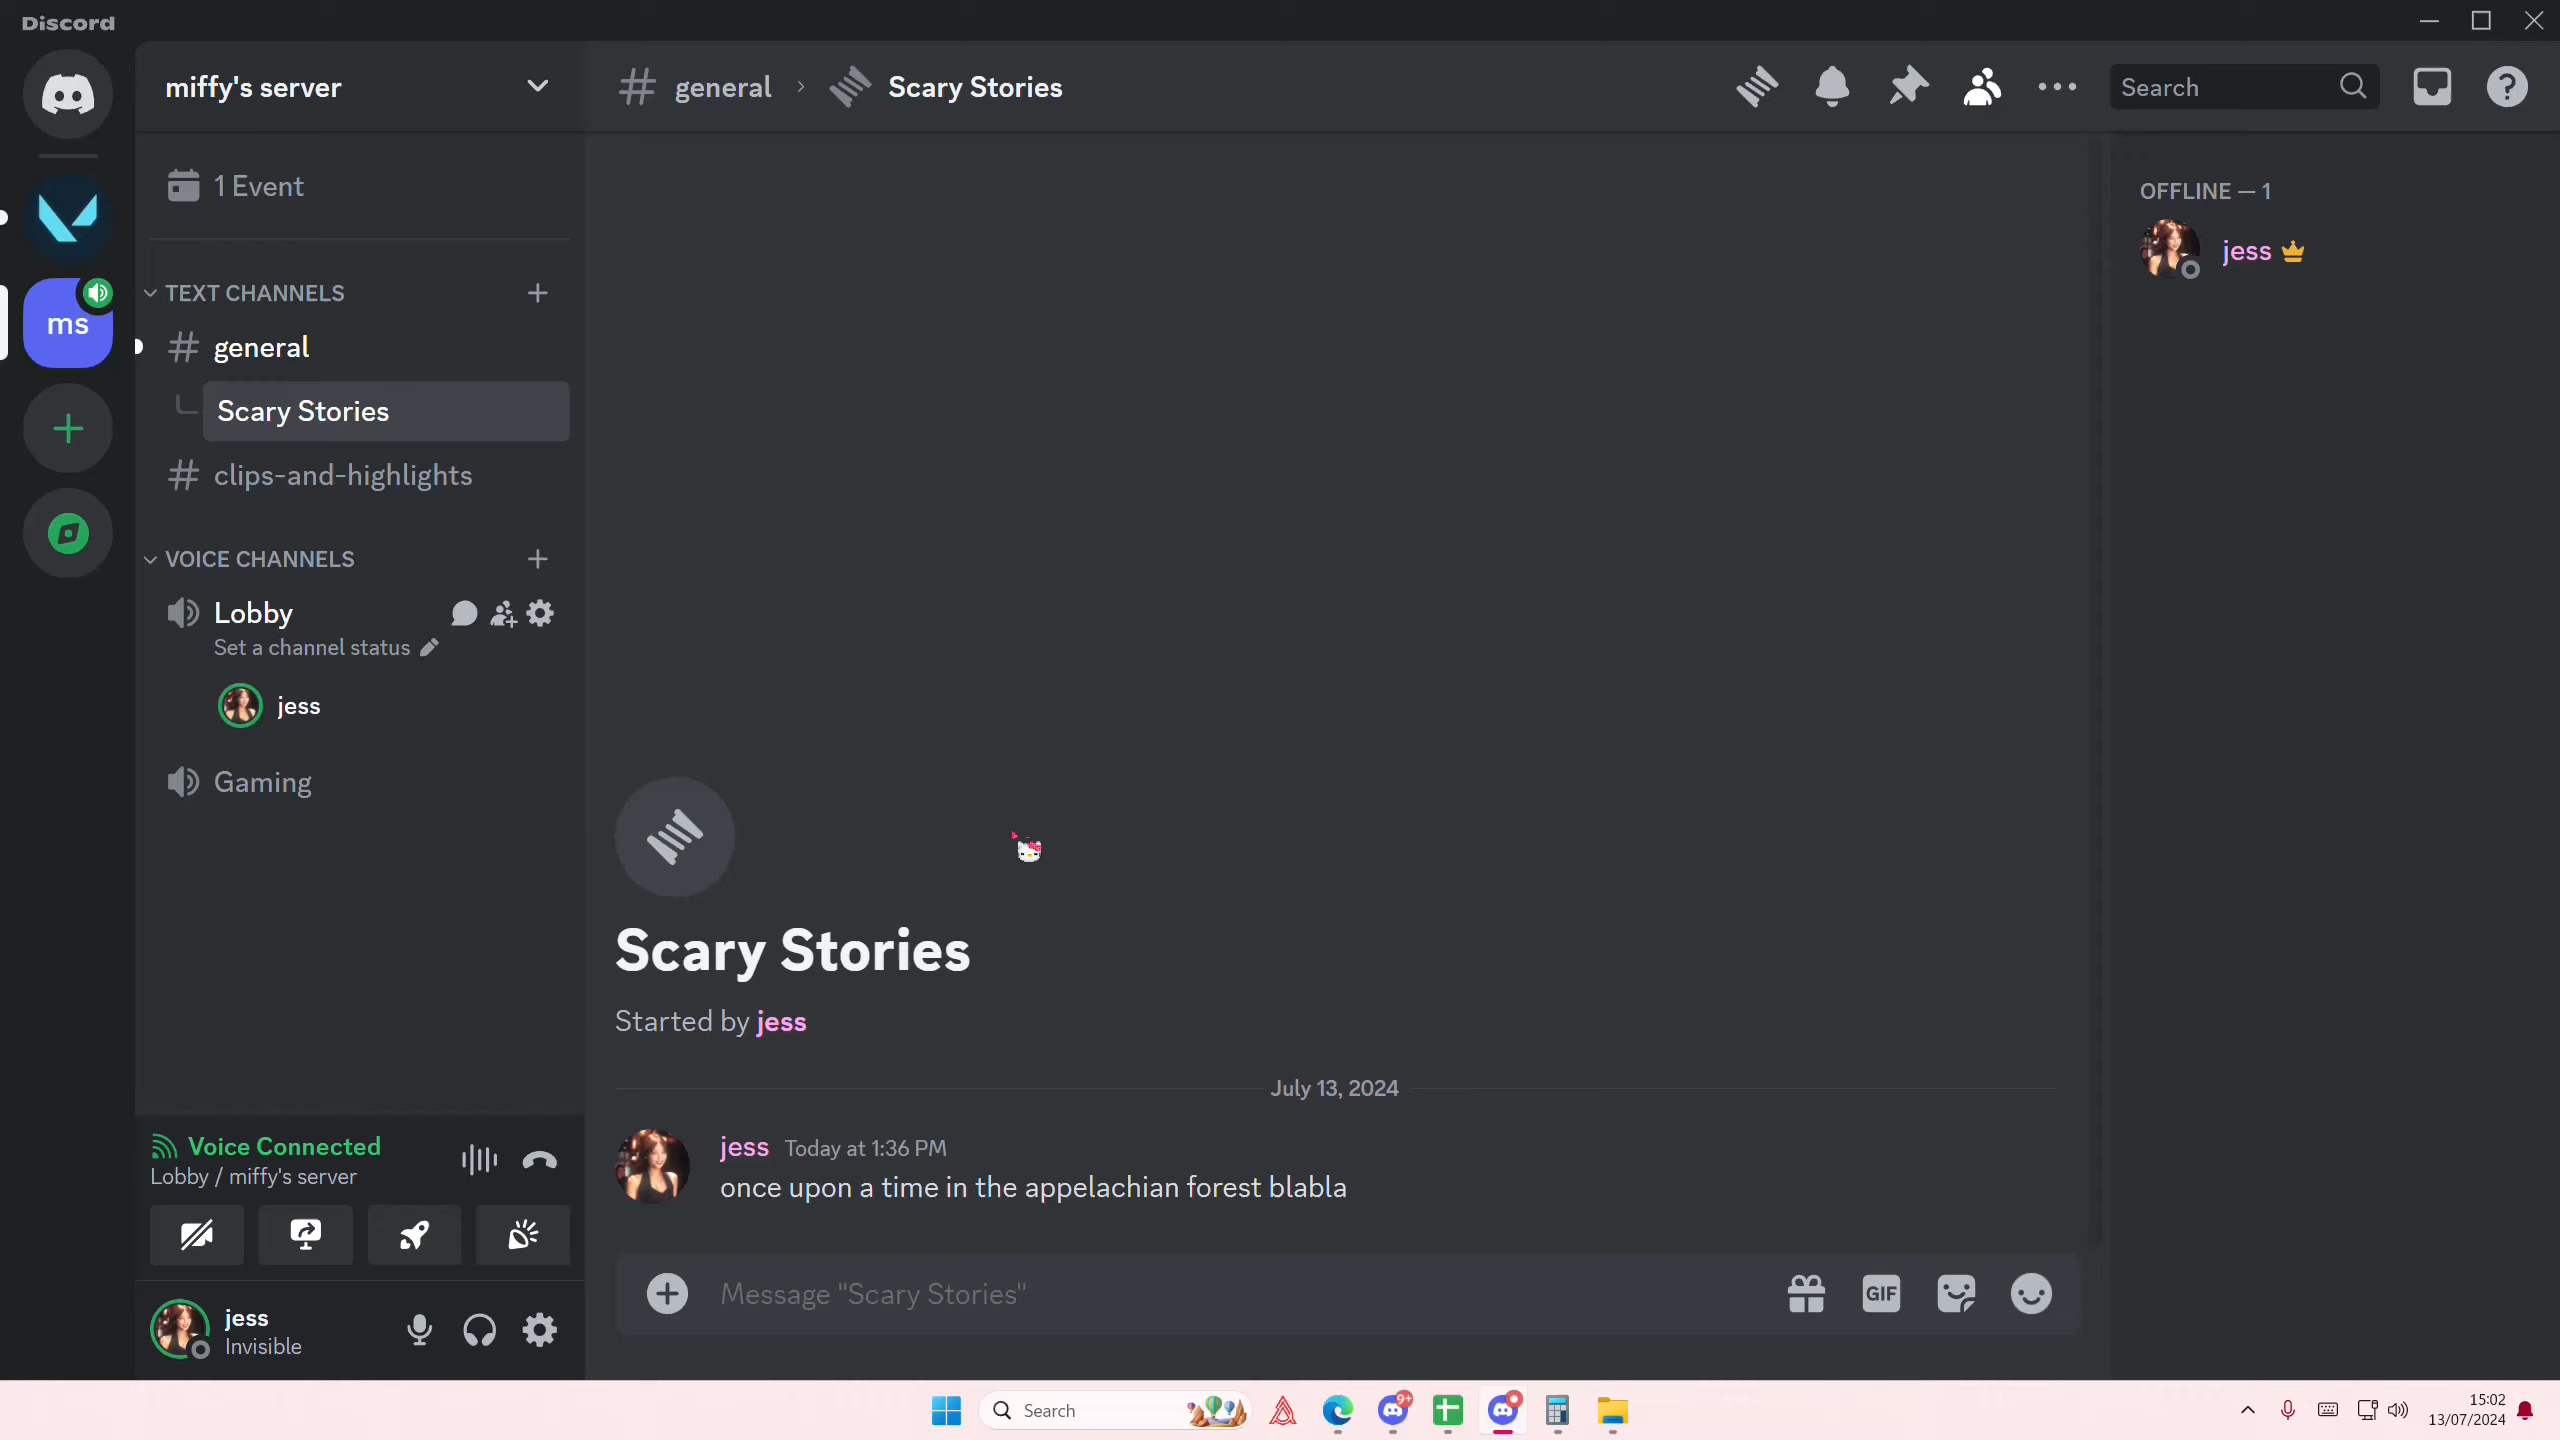 Discord
miffy's server
general
Scary Stories
Search
1 Event
OFFLINE — 1
jess
ms
TEXT CHANNELS
general
Scary Stories
clips-and-highlights
VOICE CHANNELS
Lobby
Set a channel status
jess
Gaming
Scary Stories
Started by jess
July 13, 2024
jess Today at 1:36 PM
once upon a time in the appelachian forest blabla
Voice Connected
Lobby / miffy's server
Message "Scary Stories"
GIF
jess
Invisible
Search
9+
15:02
13/07/2024